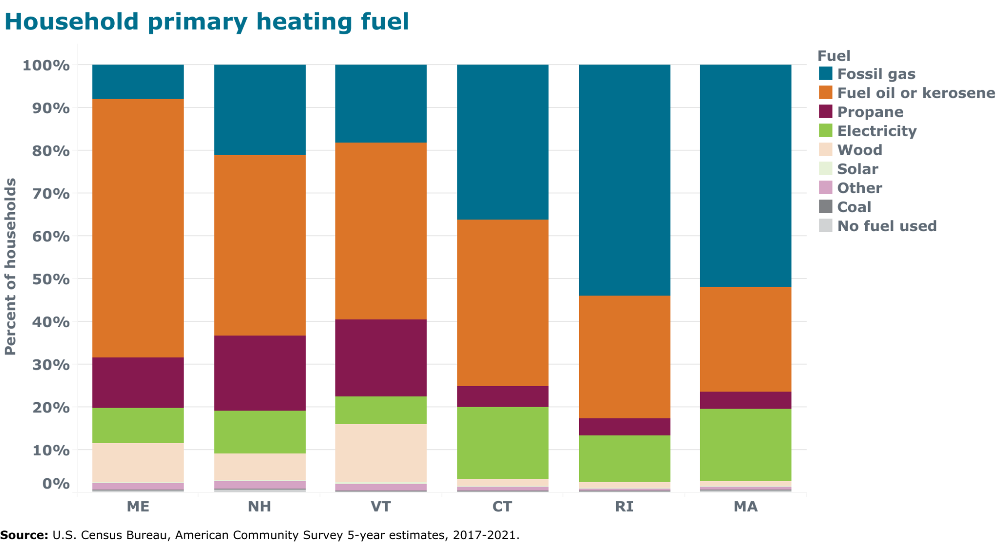 Household primary heating fuel
Fuel
100%
Fossil gas
Fuel oil or kerosene
90%
Propane
Electricity
80%
Wood
Solar
70%
Other
Coal
60%
No fuel used
50%
40%
30%
20%
10%
0%
Percent of households
ME NH VT CT RI MA
Source: U.S. Census Bureau, American Community Survey 5-year estimates, 2017-2021.